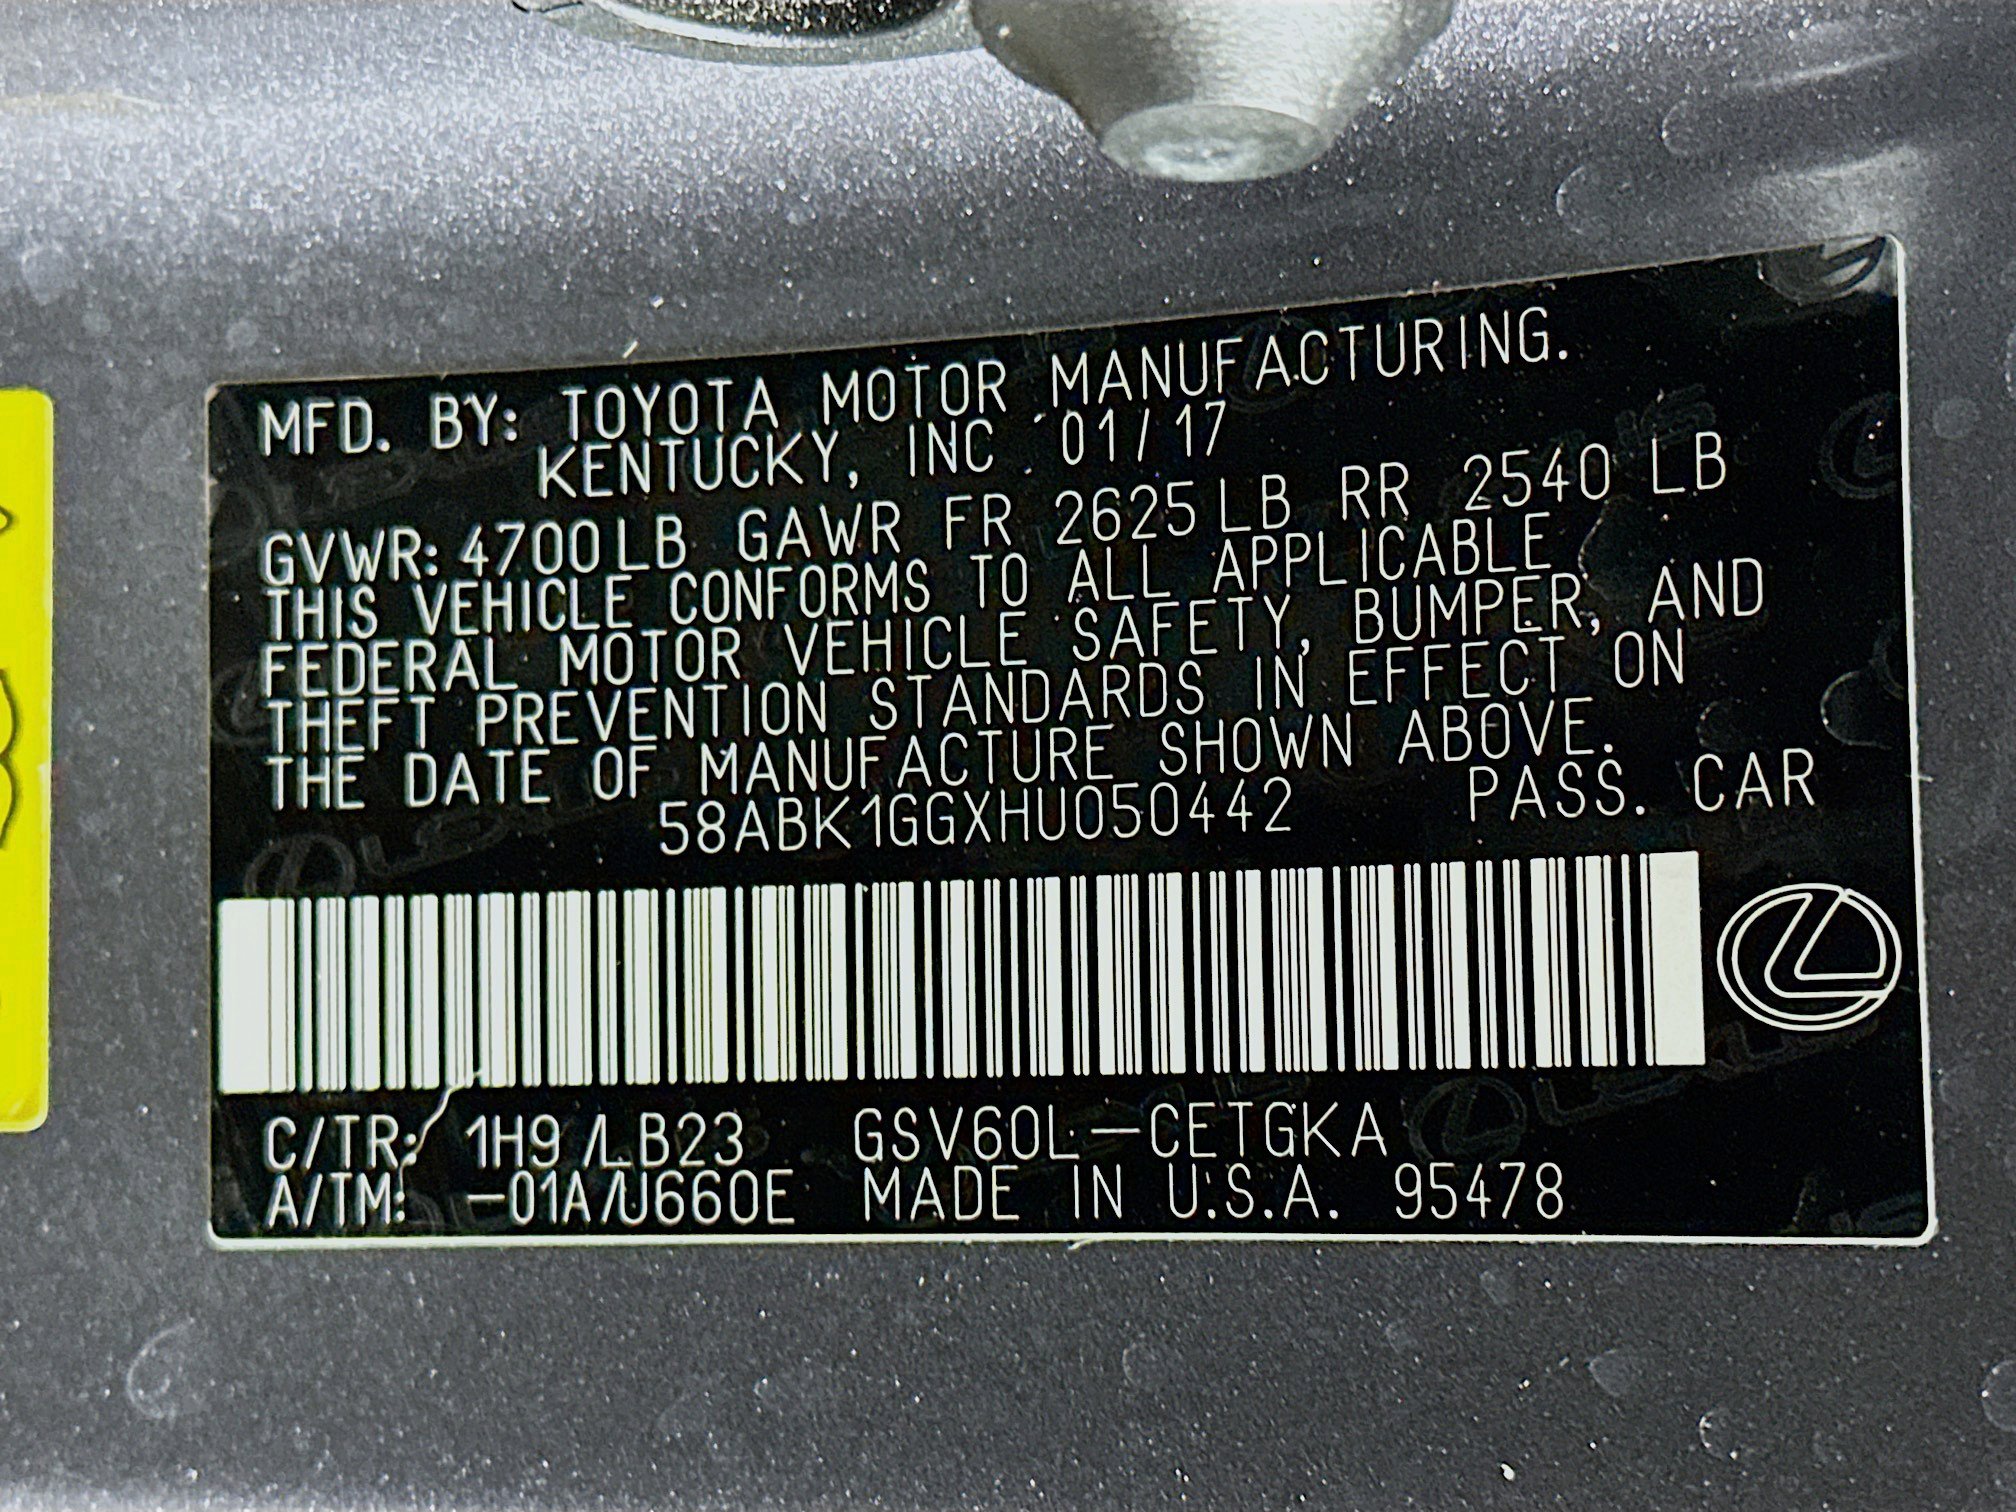 MFD. BY: TOYOTA MOTOR MANUFACTURING.
KENTUCKY, INC. 01/17
GVWR: 4700LB GAWR FR 2625LB RR 2540LB
THIS VEHICLE CONFORMS TO ALL APPLICABLE
FEDERAL MOTOR VEHICLE SAFETY, BUMPER, AND
THEFT PREVENTION STANDARDS IN EFFECT ON
THE DATE OF MANUFACTURE SHOWN ABOVE.
58ABK1GGXHU050442 PASS. CAR
C/TR: 1H9/LB23 GSV60L-CETGKA
A/TM: -01A/U660E MADE IN U.S.A. 95478